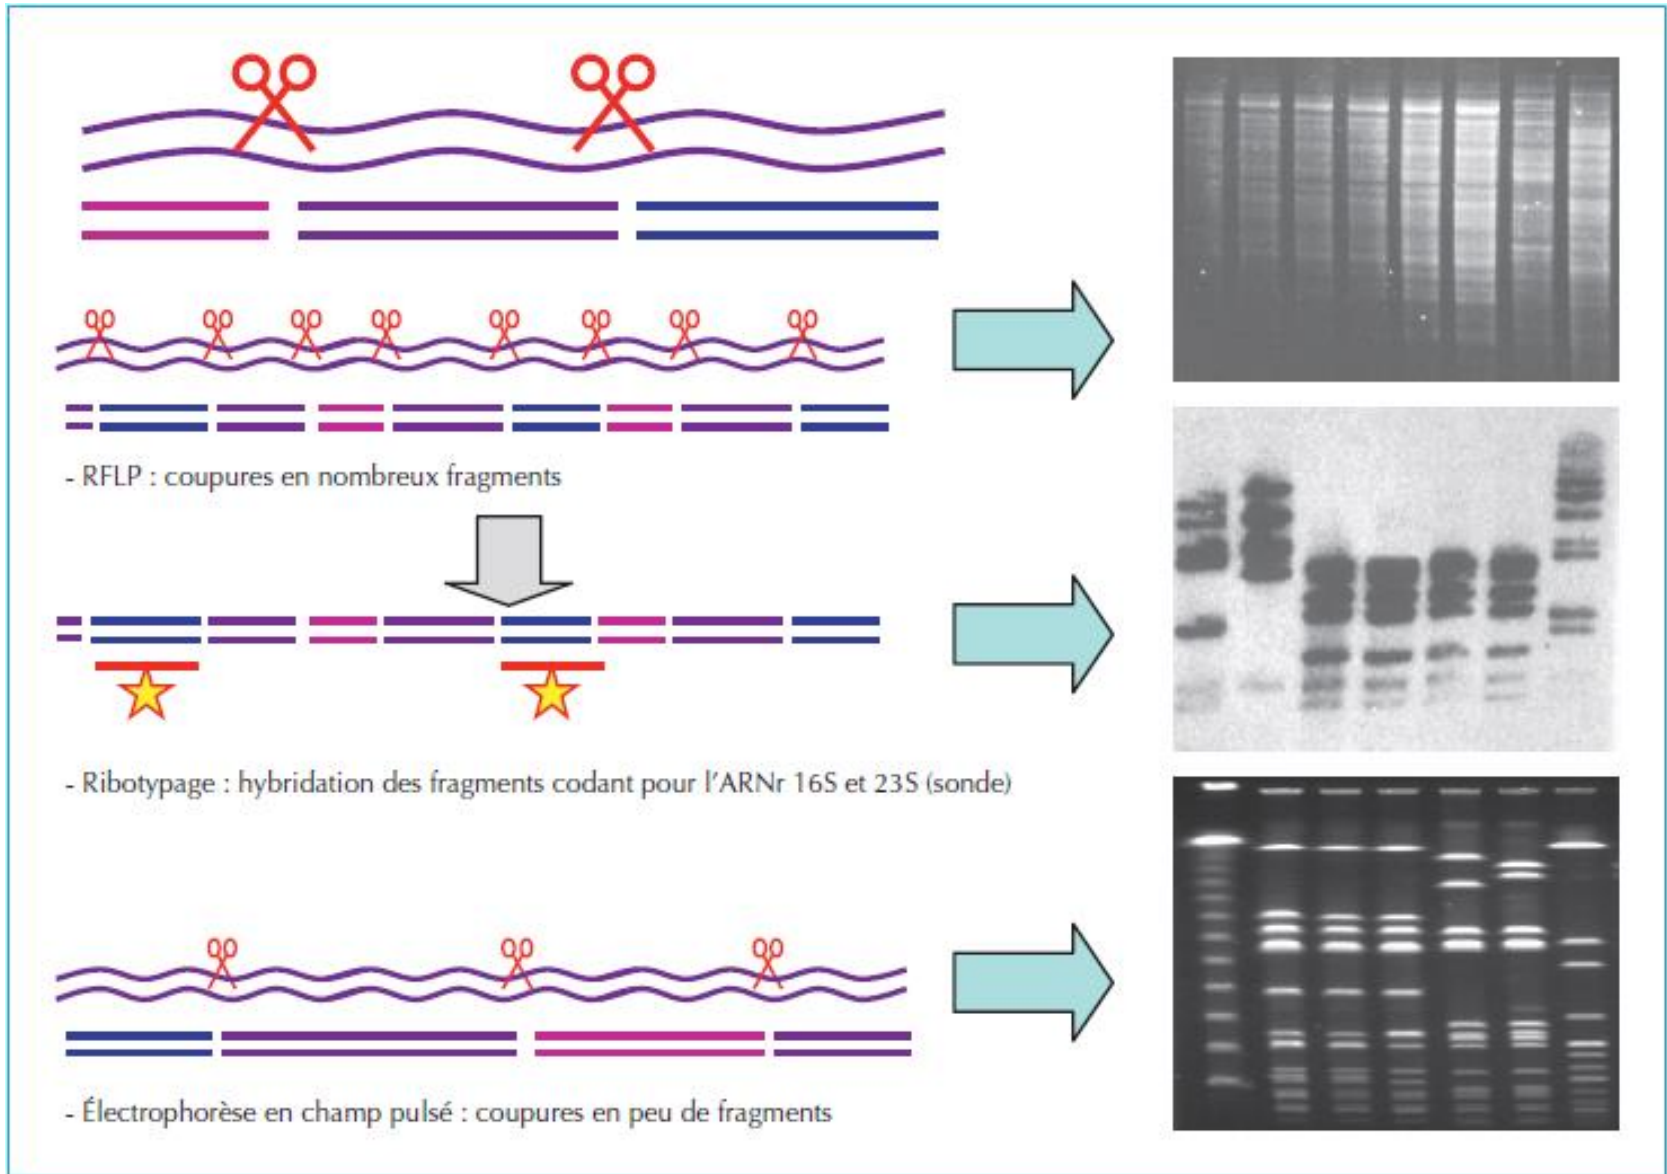 - RFLP : coupures en nombreux fragments
- Ribotypage : hybridation des fragments codant pour l'ARNr 16S et 23S (sonde)
- Électrophorèse en champ pulsé : coupures en peu de fragments